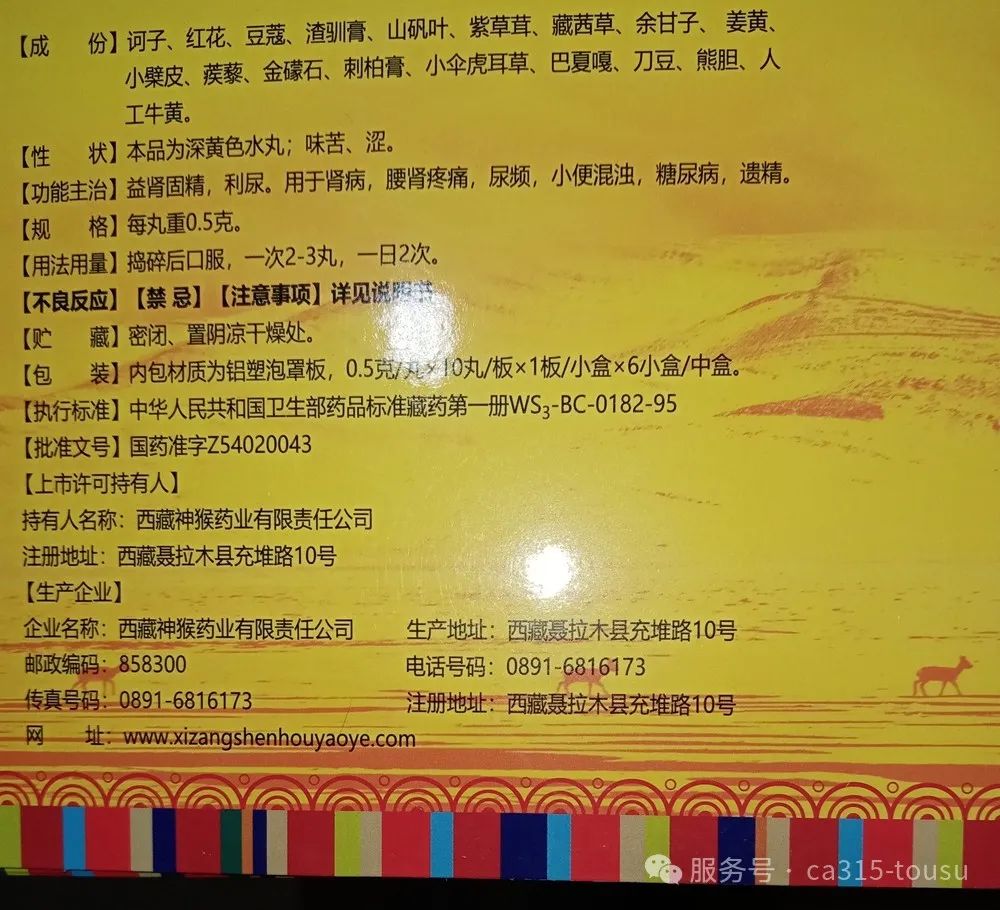 【成　份】诃子、红花、豆蔻、渣驯膏、山矾叶、紫草茸、藏茜草、余甘子、姜黄、
小檗皮、蒺藜、金礞石、刺柏膏、小伞虎耳草、巴夏嘎、刀豆、熊胆、人
工牛黄。
【性　状】本品为深黄色水丸；味苦、涩。
【功能主治】益肾固精，利尿。用于肾病，腰肾疼痛，尿频，小便混浊，糖尿病，遗精。
【规　格】每丸重0.5克。
【用法用量】捣碎后口服，一次2-3丸，一日2次。
【不良反应】【禁 忌】【注意事项】详见说明书
【贮　藏】密闭、置阴凉干燥处。
【包　装】内包材质为铝塑泡罩板，0.5克/丸×10丸/板×1板/小盒×6小盒/中盒。
【执行标准】中华人民共和国卫生部药品标准藏药第一册WS3-BC-0182-95
【批准文号】国药准字Z54020043
【上市许可持有人】
持有人名称：西藏神猴药业有限责任公司
注册地址：西藏聂拉木县充堆路10号
【生产企业】
企业名称：西藏神猴药业有限责任公司　生产地址：西藏聂拉木县充堆路10号
邮政编码：858300　电话号码：0891-6816173
传真号码：0891-6816173　注册地址：西藏聂拉木县充堆路10号
网　址：www.xizangshenhouyaoye.com
服务号 · ca315-tousu